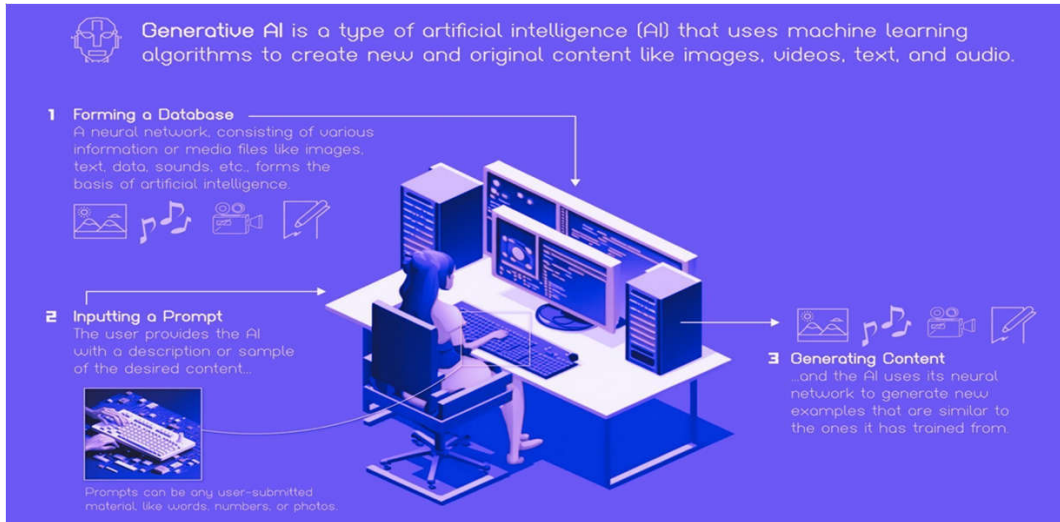 Generative AI is a type of artificial intelligence (AI) that uses machine learning
algorithms to create new and original content like images, videos, text, and audio.
1 Forming a Database
A neural network, consisting of various
information or media files like images,
text, data, sounds, etc., forms the
basis of artificial intelligence.
2 Inputting a Prompt
The user provides the AI
with a description or sample
of the desired content...
Prompts can be any user-submitted
material, like words, numbers, or photos.
3 Generating Content
...and the AI uses its neural
network to generate new
examples that are similar to
the ones it has trained from.